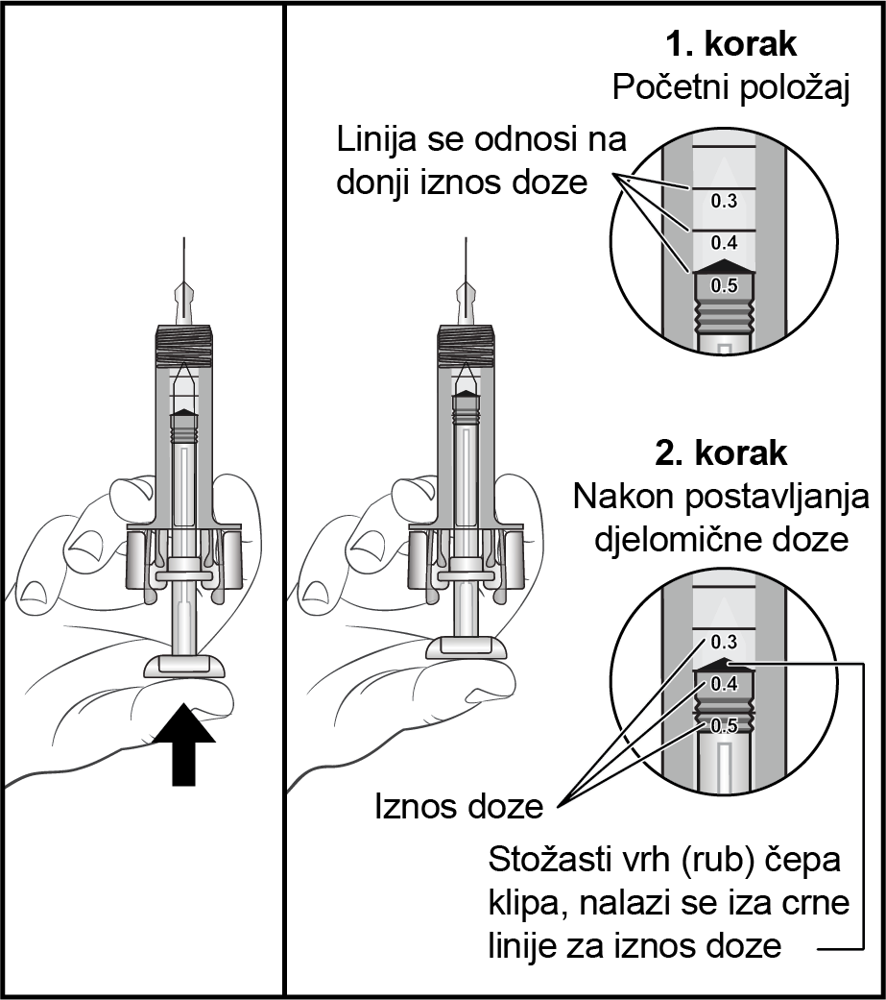 1. korak
Početni položaj
Linija se odnosi na
donji iznos doze
0.3
0.4
0.5
2. korak
Nakon postavljanja
djelomične doze
0.3
0.4
0.5
Iznos doze
Stožasti vrh (rub) čepa
klipa, nalazi se iza crne
linije za iznos doze